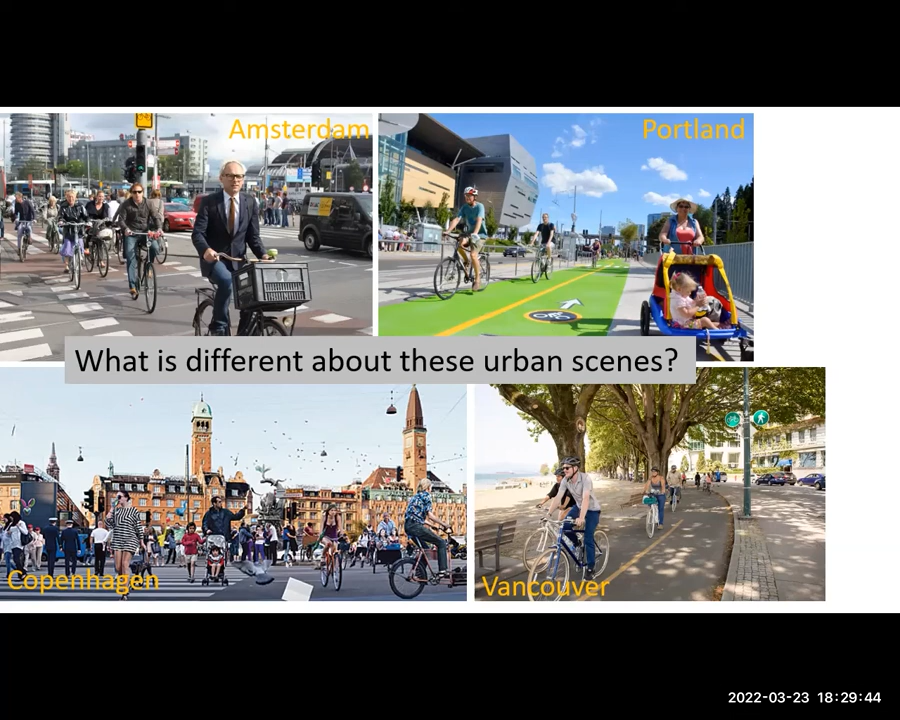 Amsterdam
Portland
What is different about these urban scenes?
Copenhagen
Vancouver
2022-03-23 18:29:44